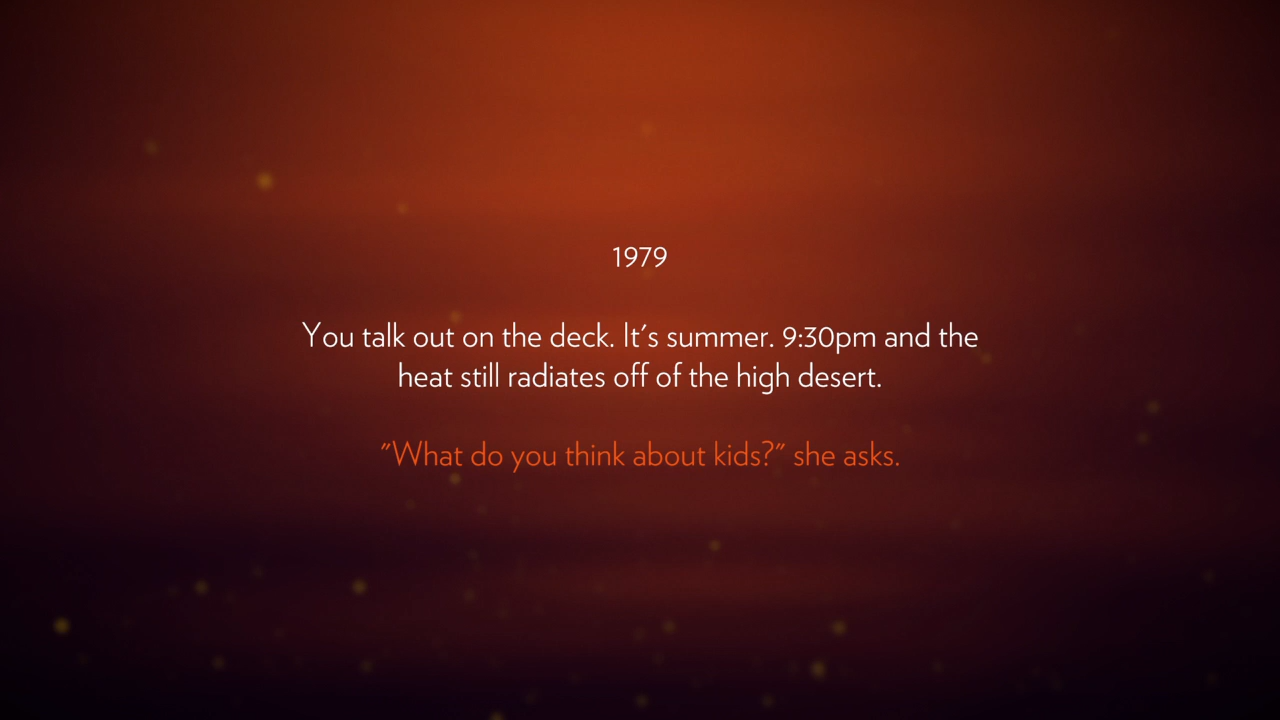 1979
You talk out on the deck. It's summer. 9:30pm and the
heat still radiates off of the high desert.
"What do you think about kids?" she asks.